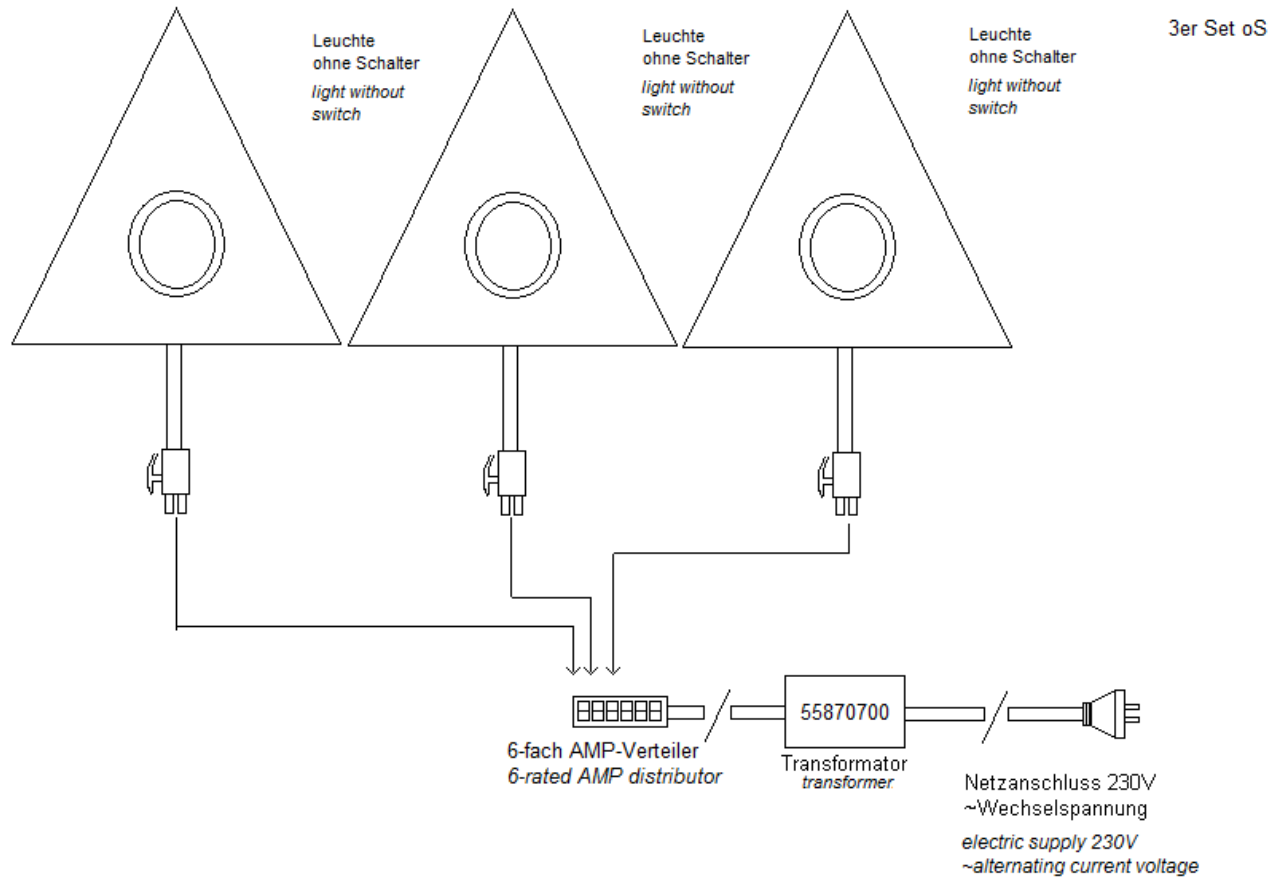 Leuchte
ohne Schalter
light without
switch
Leuchte
ohne Schalter
light without
switch
Leuchte
ohne Schalter
light without
switch
3er Set oS
6-fach AMP-Verteiler
6-rated AMP distributor
55870700
Transformator
transformer
Netzanschluss 230V
~Wechselspannung
electric supply 230V
~alternating current voltage